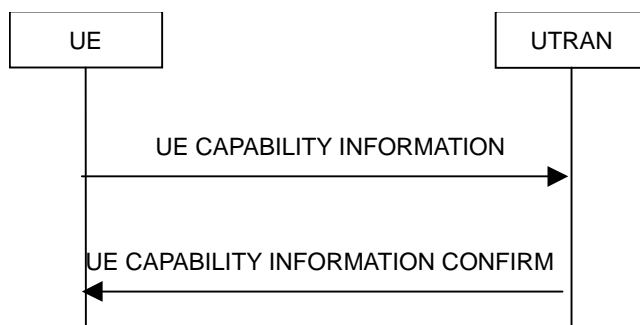 UE
UTRAN
UE CAPABILITY INFORMATION
UE CAPABILITY INFORMATION CONFIRM